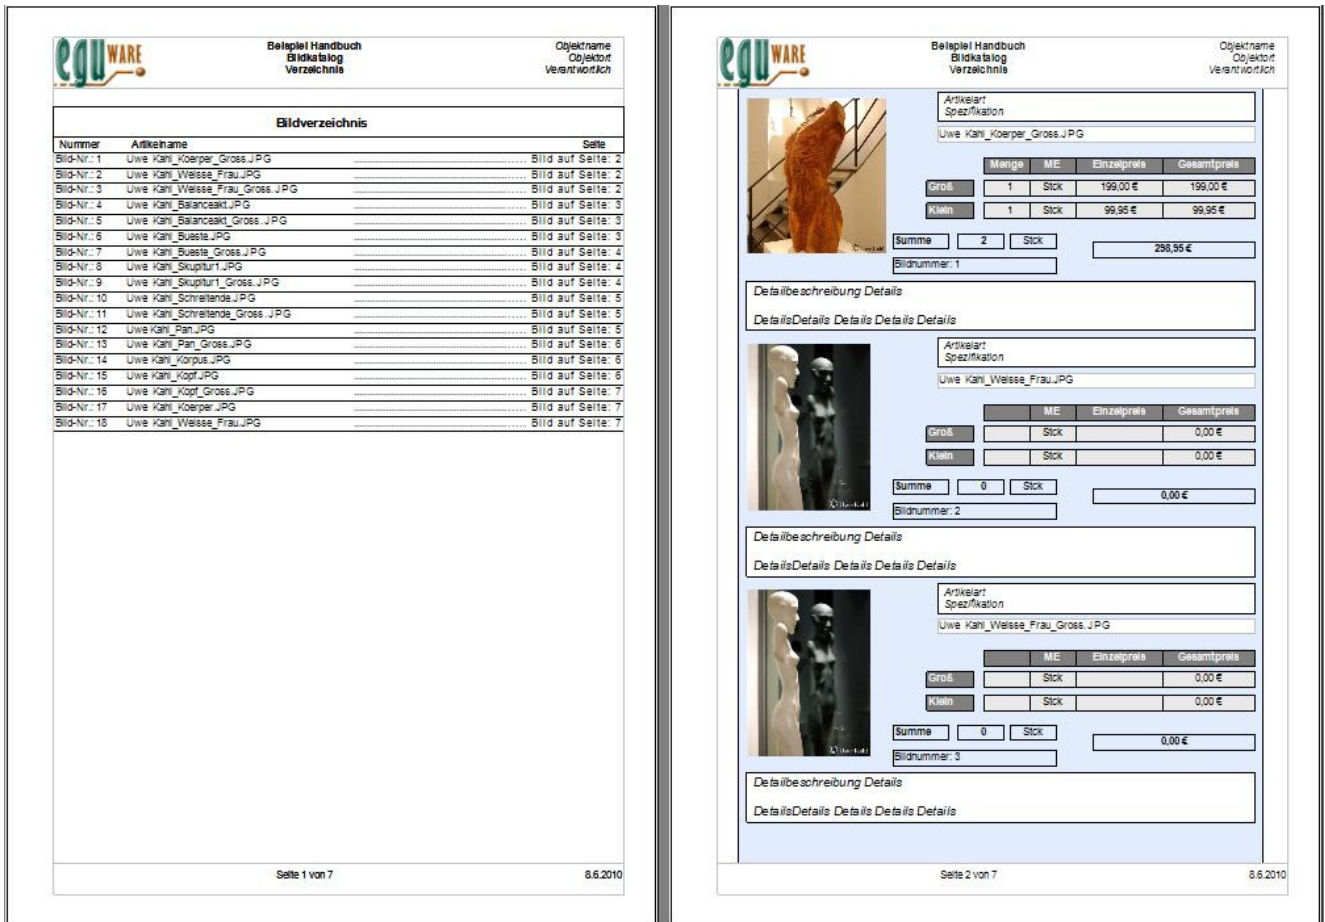 eguWARE
Beispiel Handbuch
Bildkatalog
Verzeichnis
Objektname
Objektort
Verantwortlich
Bildverzeichnis
Nummer Artikelname Seite
Bild-Nr.: 1 Uwe Kahl_Koerper_Gross.JPG Bild auf Seite: 2
Bild-Nr.: 2 Uwe Kahl_Weisse_Frau.JPG Bild auf Seite: 2
Bild-Nr.: 3 Uwe Kahl_Weisse_Frau_Gross.JPG Bild auf Seite: 2
Bild-Nr.: 4 Uwe Kahl_Balanceakt.JPG Bild auf Seite: 3
Bild-Nr.: 5 Uwe Kahl_Balanceakt_Gross.JPG Bild auf Seite: 3
Bild-Nr.: 6 Uwe Kahl_Bueste.JPG Bild auf Seite: 3
Bild-Nr.: 7 Uwe Kahl_Bueste_Gross.JPG Bild auf Seite: 4
Bild-Nr.: 8 Uwe Kahl_Skuptur1.JPG Bild auf Seite: 4
Bild-Nr.: 9 Uwe Kahl_Skuptur1_Gross.JPG Bild auf Seite: 4
Bild-Nr.: 10 Uwe Kahl_Schreitende.JPG Bild auf Seite: 5
Bild-Nr.: 11 Uwe Kahl_Schreitende_Gross.JPG Bild auf Seite: 5
Bild-Nr.: 12 Uwe Kahl_Pan.JPG Bild auf Seite: 5
Bild-Nr.: 13 Uwe Kahl_Pan_Gross.JPG Bild auf Seite: 6
Bild-Nr.: 14 Uwe Kahl_Korpus.JPG Bild auf Seite: 6
Bild-Nr.: 15 Uwe Kahl_Kopf.JPG Bild auf Seite: 6
Bild-Nr.: 16 Uwe Kahl_Kopf_Gross.JPG Bild auf Seite: 7
Bild-Nr.: 17 Uwe Kahl_Koerper.JPG Bild auf Seite: 7
Bild-Nr.: 18 Uwe Kahl_Weisse_Frau.JPG Bild auf Seite: 7
Seite 1 von 7 8.6.2010
eguWARE
Beispiel Handbuch
Bildkatalog
Verzeichnis
Objektname
Objektort
Verantwortlich
Artikelart
Spezifikation
Uwe Kahl_Koerper_Gross.JPG
Menge ME Einzelpreis Gesamtpreis
Groß 1 Stck 199,00 € 199,00 €
Klein 1 Stck 99,95 € 99,95 €
Summe 2 Stck 298,95 €
Bildnummer: 1
Detailbeschreibung Details
DetailsDetails Details Details Details
Artikelart
Spezifikation
Uwe Kahl_Weisse_Frau.JPG
ME Einzelpreis Gesamtpreis
Groß Stck 0,00 €
Klein Stck 0,00 €
Summe 0 Stck 0,00 €
Bildnummer: 2
Detailbeschreibung Details
DetailsDetails Details Details Details
Artikelart
Spezifikation
Uwe Kahl_Weisse_Frau_Gross.JPG
ME Einzelpreis Gesamtpreis
Groß Stck 0,00 €
Klein Stck 0,00 €
Summe 0 Stck 0,00 €
Bildnummer: 3
Detailbeschreibung Details
DetailsDetails Details Details Details
Seite 2 von 7 8.6.2010